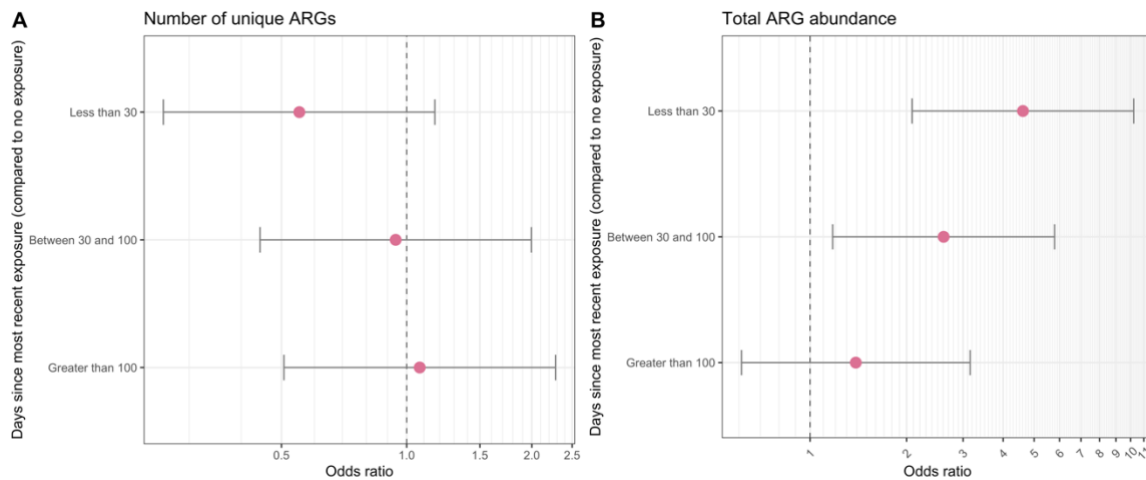 A
Number of unique ARGs
Days since most recent exposure (compared to no exposure)
Less than 30
Between 30 and 100
Greater than 100
0.5
1.0
1.5
2.0
2.5
Odds ratio
B
Total ARG abundance
Days since most recent exposure (compared to no exposure)
Less than 30
Between 30 and 100
Greater than 100
1
2
3
4
5
6
7
8
9
10
Odds ratio